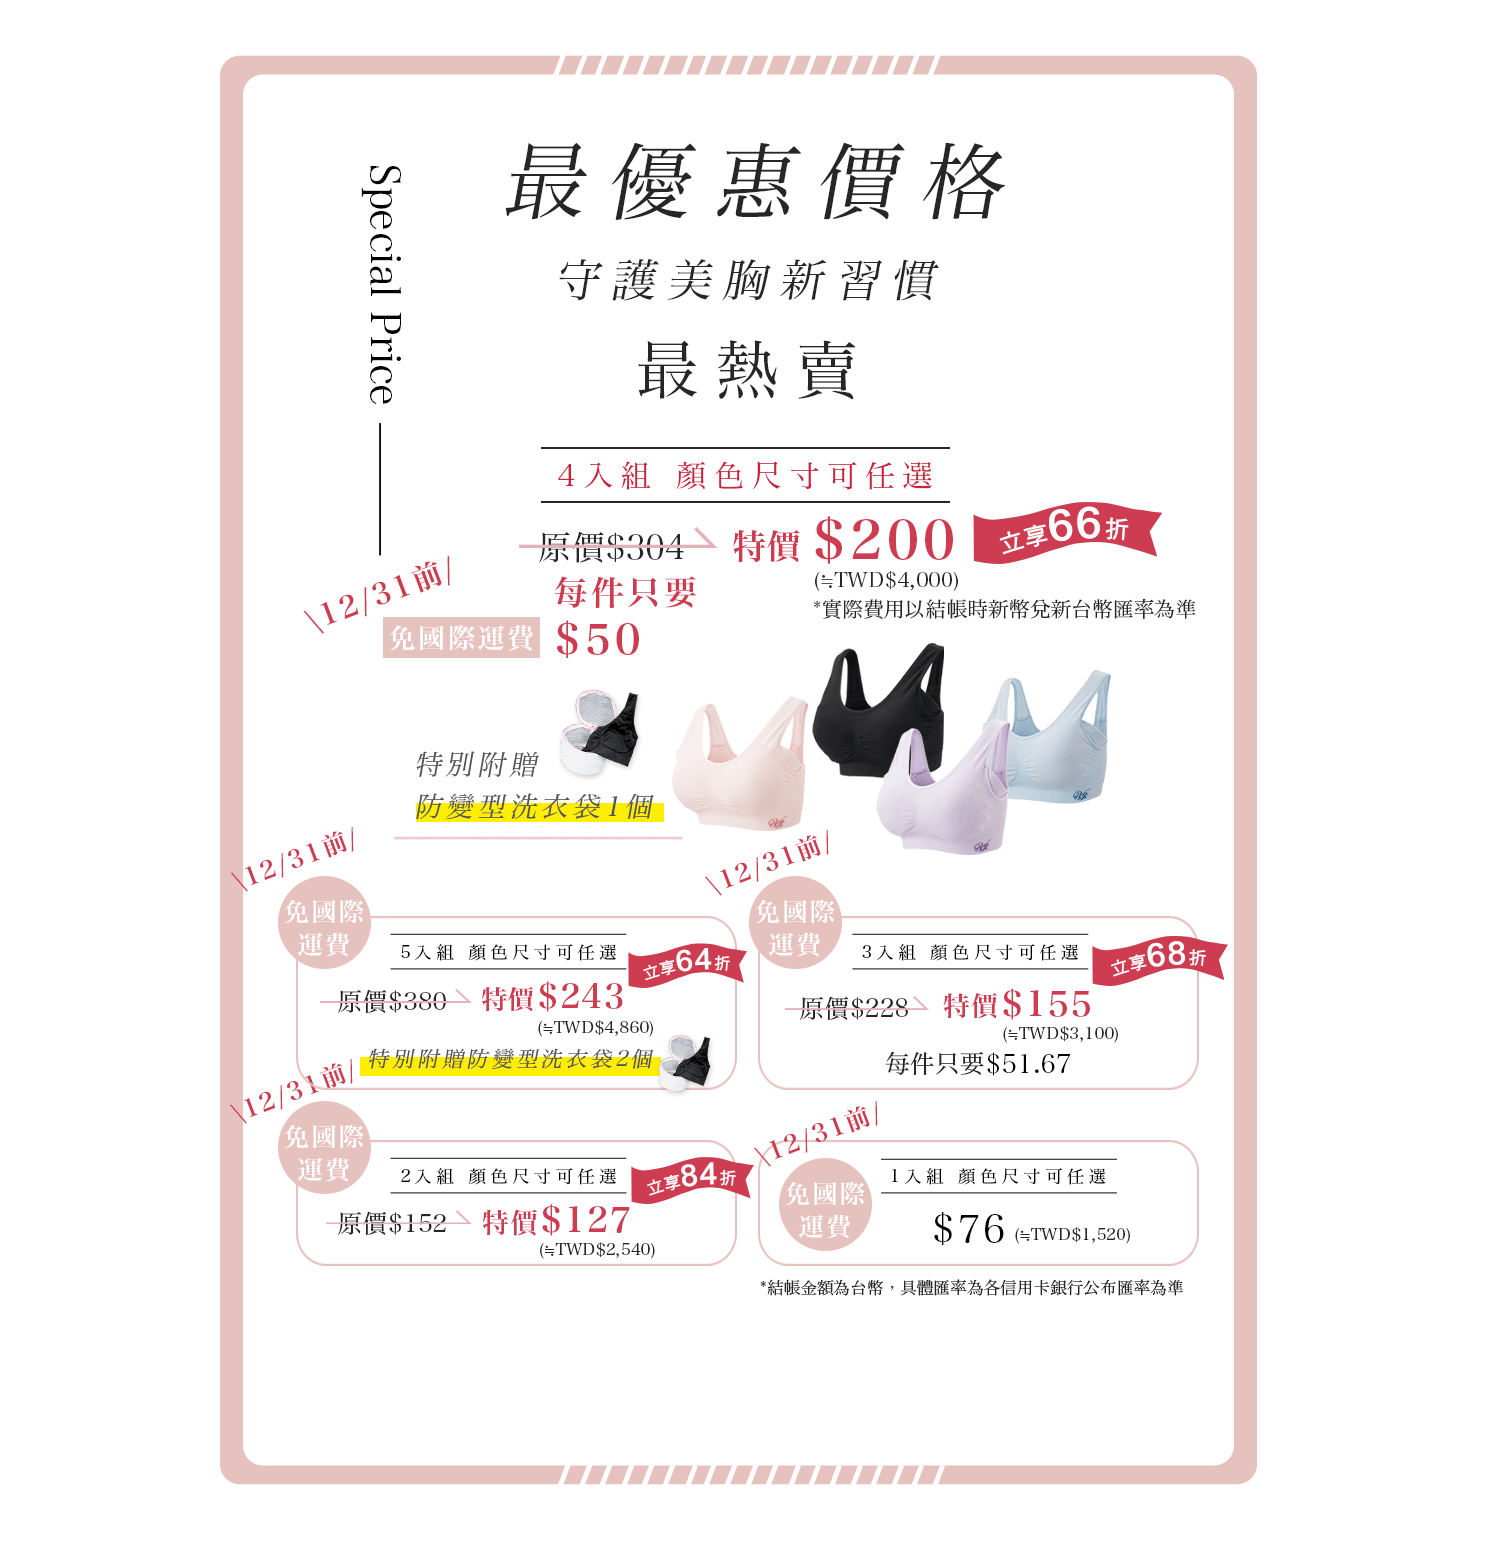 Special Price
最優惠價格
守護美胸新習慣
最熱賣
4入組 顏色尺寸可任選
原價$304
特價 $200
立享66折
(≒TWD$4,000)
*實際費用以結帳時新幣兌新台幣匯率為準
每件只要
$50
\12/31前/
免國際運費
特別附贈
防變型洗衣袋1個
\12/31前/
免國際
運費
5入組 顏色尺寸可任選
立享64折
原價$380
特價$243
(≒TWD$4,860)
特別附贈防變型洗衣袋2個
\12/31前/
免國際
運費
3入組 顏色尺寸可任選
立享68折
原價$228
特價$155
(≒TWD$3,100)
每件只要$51.67
\12/31前/
免國際
運費
2入組 顏色尺寸可任選
立享84折
原價$152
特價$127
(≒TWD$2,540)
\12/31前/
免國際
運費
1入組 顏色尺寸可任選
$76 (≒TWD$1,520)
*結帳金額為台幣，具體匯率為各信用卡銀行公布匯率為準